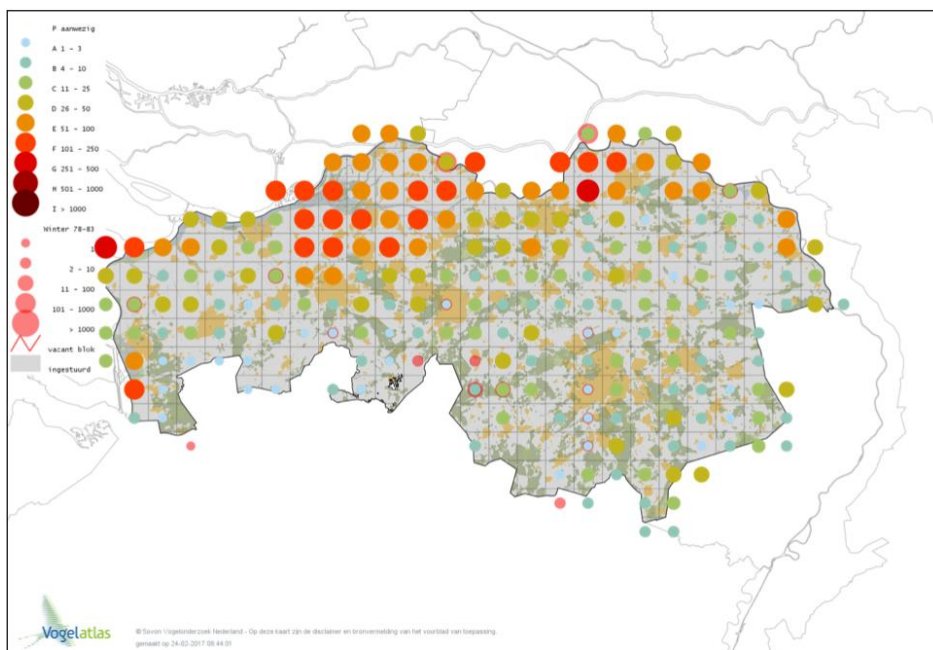 P aanwezig
A 1 - 3
B 4 - 10
C 11 - 25
D 26 - 50
E 51 - 100
F 101 - 250
G 251 - 500
H 501 - 1000
I > 1000
Winter 78-83
1
2 - 10
11 - 100
101 - 1000
> 1000
vacant blok
ingestuurd
Vogelatlas
© Sovon Vogelonderzoek Nederland - Op deze kaart zijn de disclaimer en bronvermelding van het voorblad van toepassing.
gemaakt op 24-02-2017 09:44:01